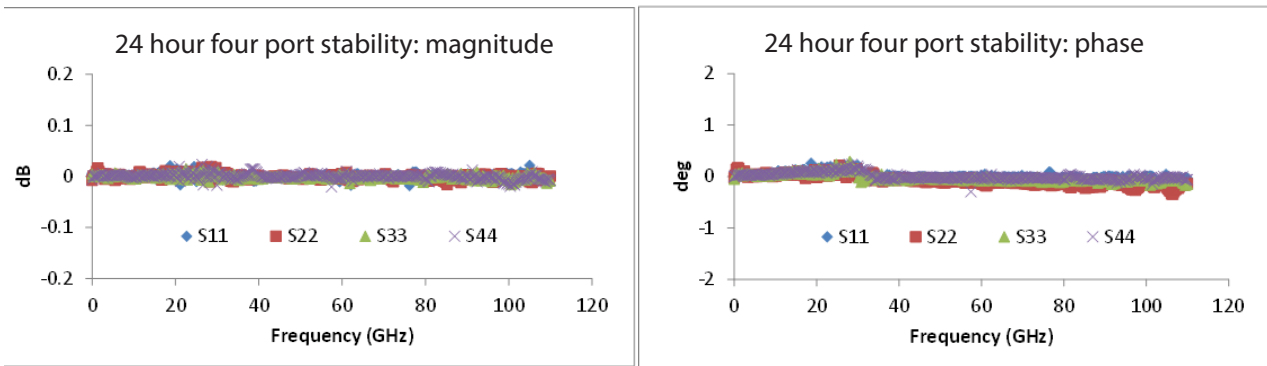 24 hour four port stability: magnitude
0.2
0.1
0
-0.1
-0.2
dB
S11 S22 S33 S44
0 20 40 60 80 100 120
Frequency (GHz)
24 hour four port stability: phase
2
1
0
-1
-2
deg
S11 S22 S33 S44
0 20 40 60 80 100 120
Frequency (GHz)